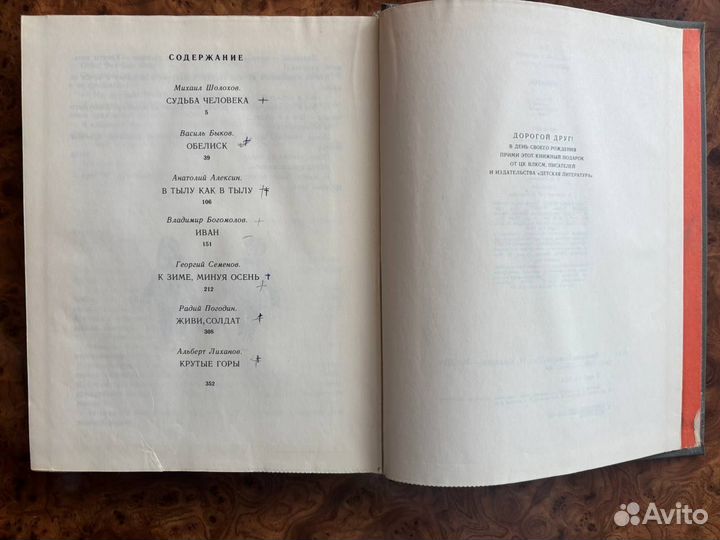 СОДЕРЖАНИЕ
Михаил Шолохов.
СУДЬБА ЧЕЛОВЕКА
5
Василь Быков.
ОБЕЛИСК
39
Анатолий Алексин.
В ТЫЛУ КАК В ТЫЛУ
106
Владимир Богомолов.
ИВАН
151
Георгий Семенов.
К ЗИМЕ, МИНУЯ ОСЕНЬ
212
Радий Погодин.
ЖИВИ, СОЛДАТ
308
Альберт Лиханов.
КРУТЫЕ ГОРЫ
352
ДОРОГОЙ ДРУГ!
В ДЕНЬ СВОЕГО РОЖДЕНИЯ
ПРИМИ ЭТОТ КНИЖНЫЙ ПОДАРОК
ОТ ЦК ВЛКСМ, ПИСАТЕЛЕЙ
И ИЗДАТЕЛЬСТВА «ДЕТСКАЯ ЛИТЕРАТУРА»
Avito